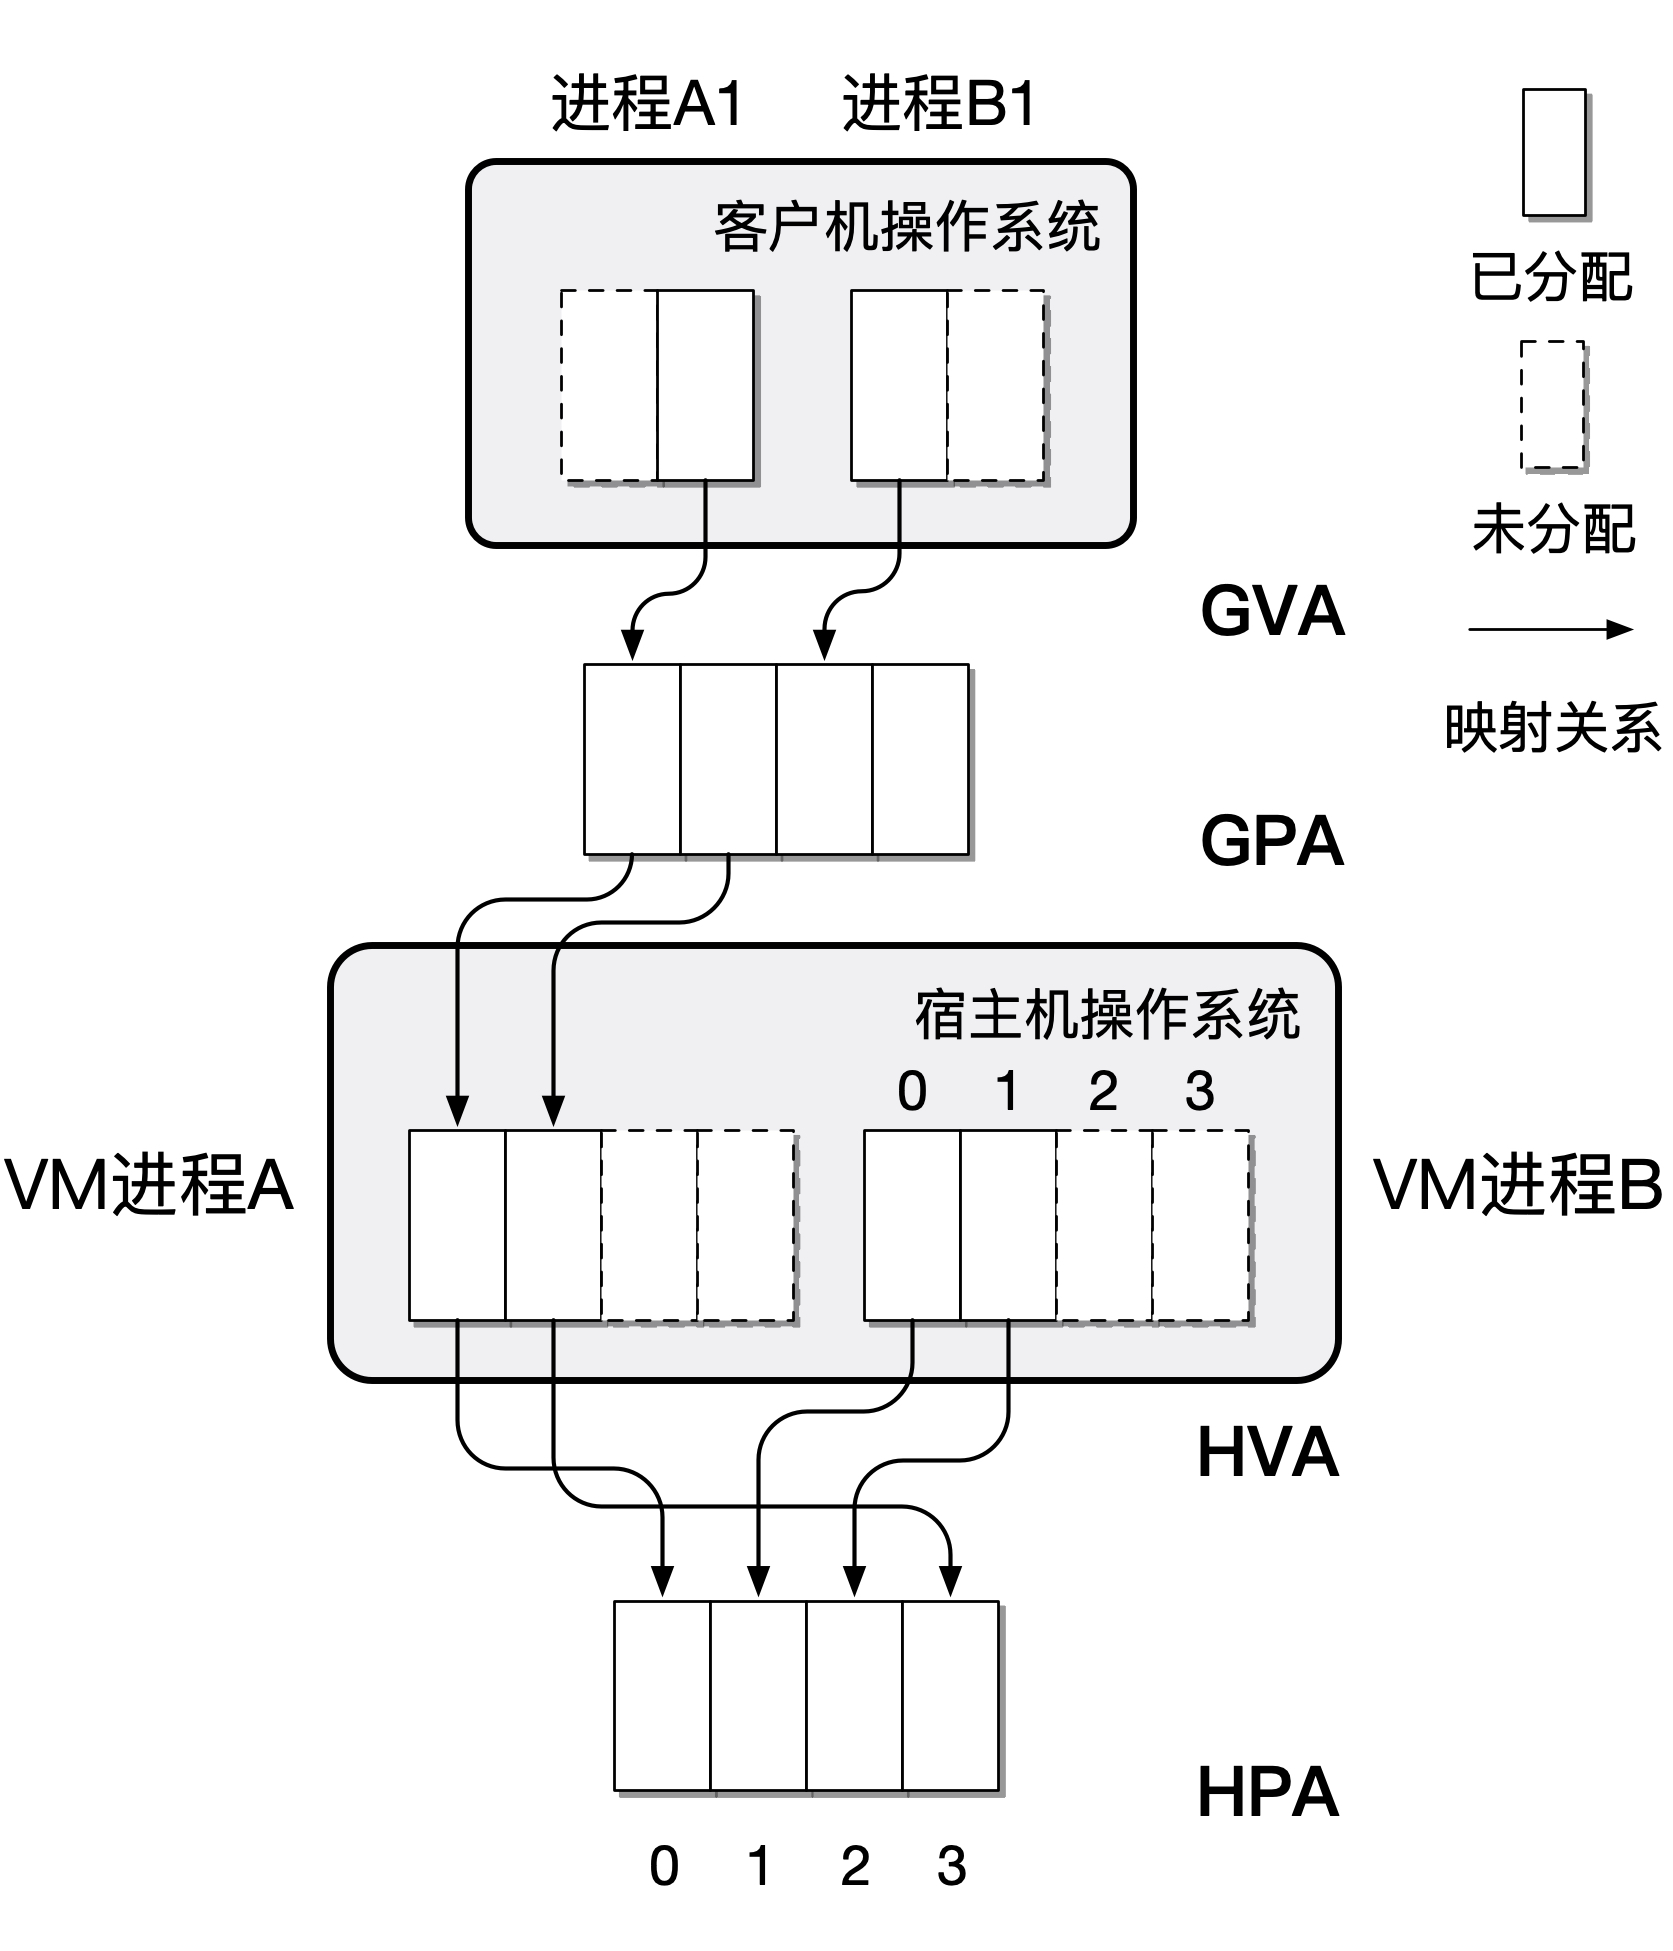 进程A1
进程B1
客户机操作系统
已分配
未分配
GVA
映射关系
GPA
宿主机操作系统
0 1 2 3
VM进程A
VM进程B
HVA
HPA
0 1 2 3